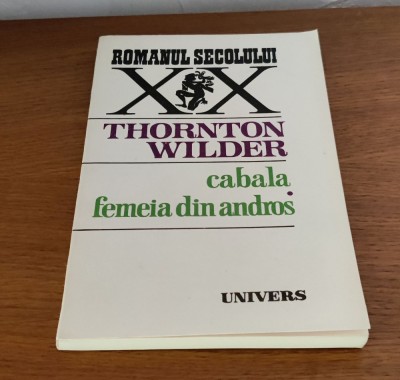 ROMANUL SECOLULUI
XX
THORNTON
WILDER
cabala.
femeia din andros
UNIVERS